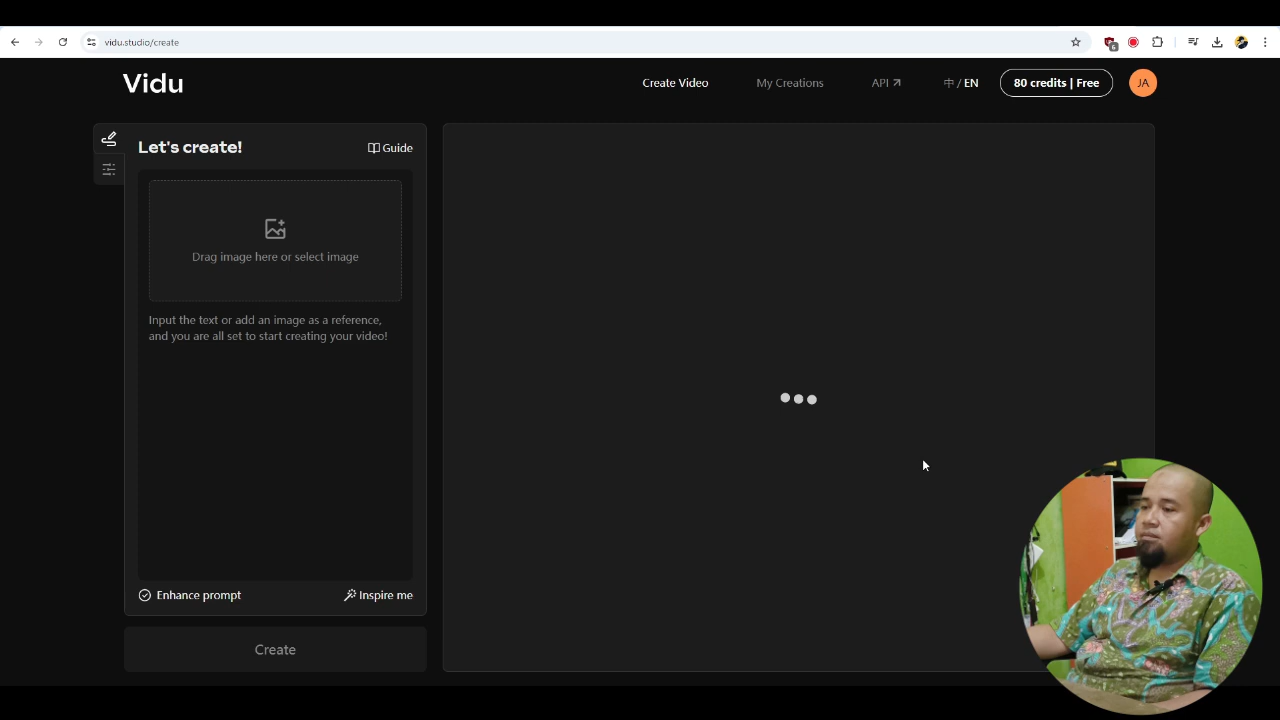 vidu.studio/create
6
Vidu
Create Video
My Creations
API
中 / EN
80 credits | Free
JA
Let's create!
Guide
Drag image here or select image
Input the text or add an image as a reference,
and you are all set to start creating your video!
Enhance prompt
Inspire me
Create